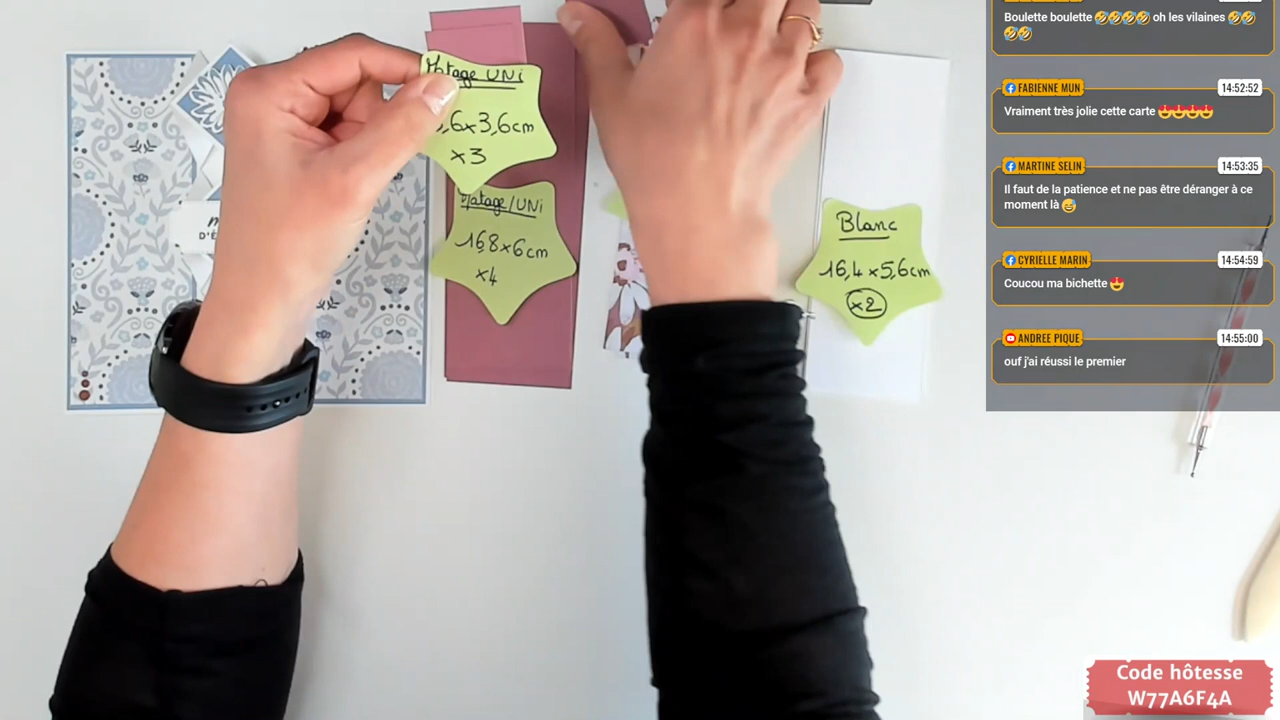 Matage UNi
,6x3,6cm
x3
Matage/UNi
16,8x6cm
x4
Blanc
16,4x5,6cm
x2
D'É
Boulette boulette 🤣🤣🤣🤣 oh les vilaines 🤣🤣
🤣🤣
FABIENNE MUN 14:52:52
Vraiment très jolie cette carte 😍😍😍😍
MARTINE SELIN 14:53:35
Il faut de la patience et ne pas être déranger à ce
moment là 😅
CYRIELLE MARIN 14:54:59
Coucou ma bichette 😍
ANDREE PIQUE 14:55:00
ouf j'ai réussi le premier
Code hôtesse
W77A6F4A